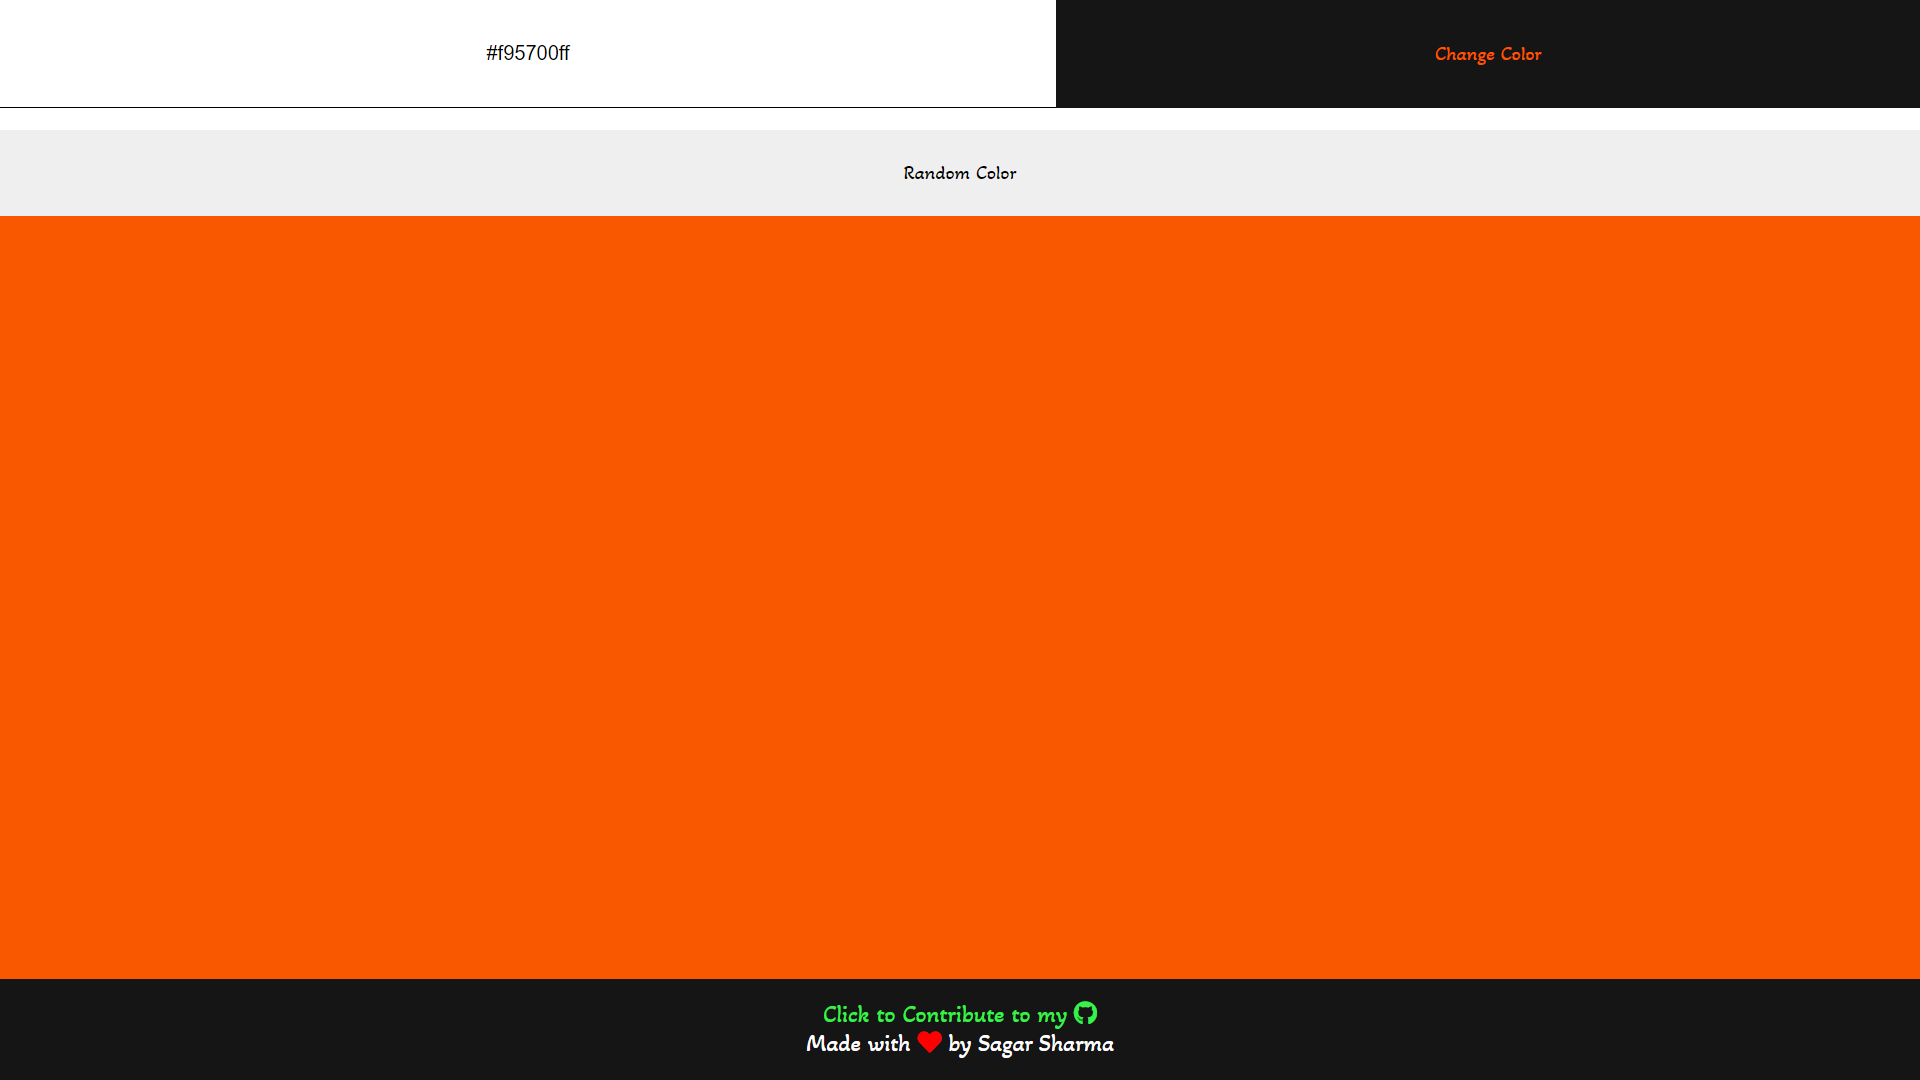 #f95700ff
Change Color
Random Color
Click to Contribute to my
Made with by Sagar Sharma